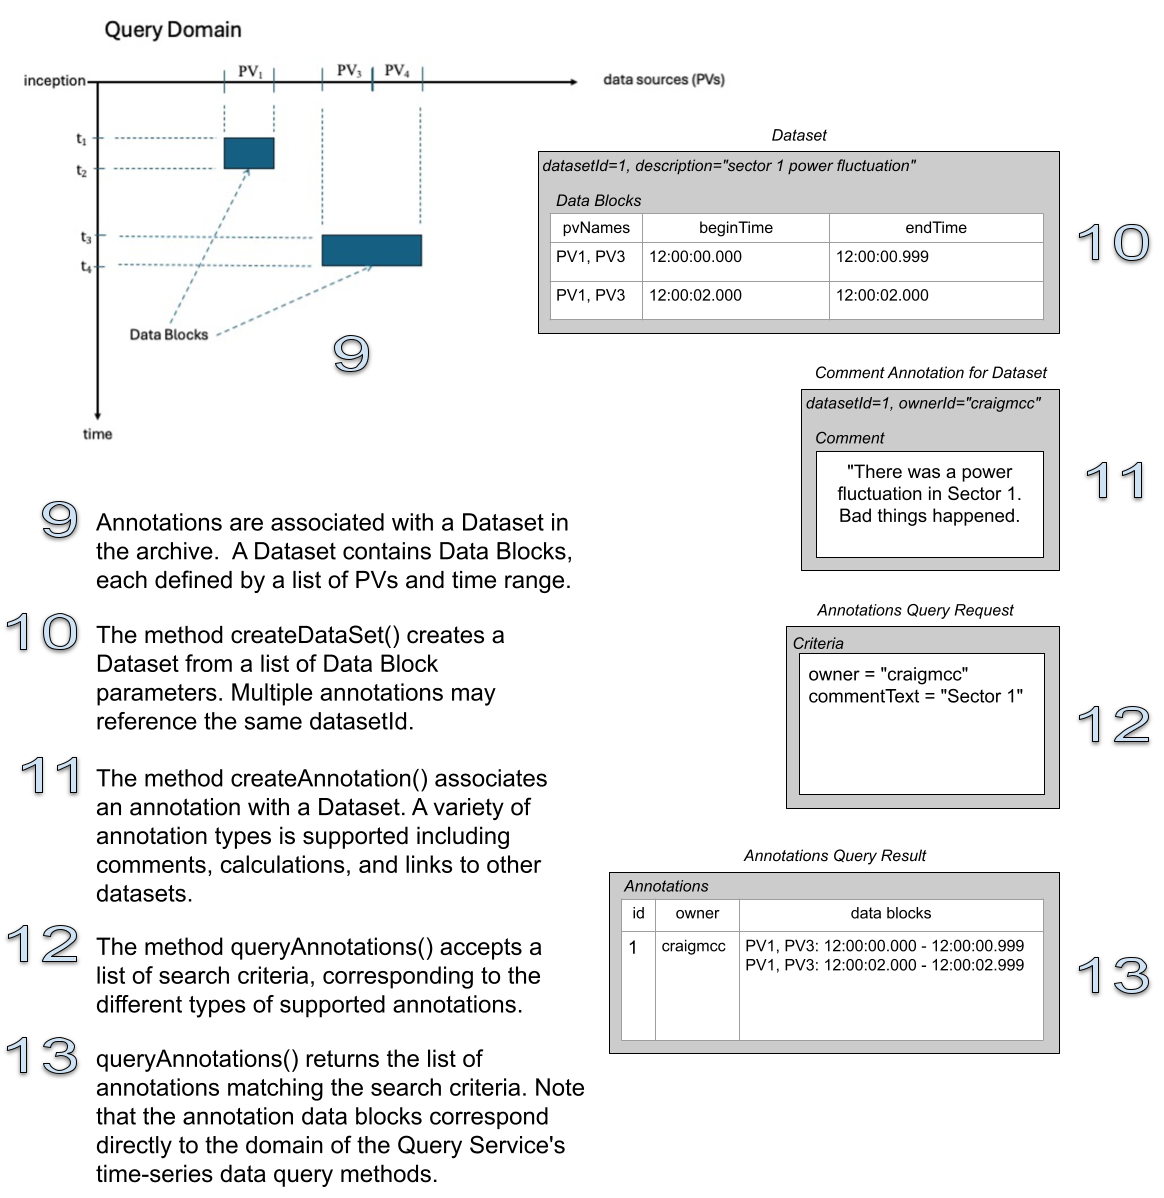 Query Domain
inception
PV₁
PV₃
PV₄
data sources (PVs)
t₁
t₂
t₃
t₄
Data Blocks
time
9
Dataset
datasetId=1, description="sector 1 power fluctuation"
Data Blocks
pvNames beginTime endTime
PV1, PV3 12:00:00.000 12:00:00.999
PV1, PV3 12:00:02.000 12:00:02.000
10
Comment Annotation for Dataset
datasetId=1, ownerId="craigmcc"
Comment
"There was a power
fluctuation in Sector 1.
Bad things happened.
11
Annotations Query Request
Criteria
owner = "craigmcc"
commentText = "Sector 1"
12
Annotations Query Result
Annotations
id owner data blocks
1 craigmcc PV1, PV3: 12:00:00.000 - 12:00:00.999
PV1, PV3: 12:00:02.000 - 12:00:02.999
13
9
Annotations are associated with a Dataset in
the archive.  A Dataset contains Data Blocks,
each defined by a list of PVs and time range.
10
The method createDataSet() creates a
Dataset from a list of Data Block
parameters. Multiple annotations may
reference the same datasetId.
11
The method createAnnotation() associates
an annotation with a Dataset. A variety of
annotation types is supported including
comments, calculations, and links to other
datasets.
12
The method queryAnnotations() accepts a
list of search criteria, corresponding to the
different types of supported annotations.
13
queryAnnotations() returns the list of
annotations matching the search criteria. Note
that the annotation data blocks correspond
directly to the domain of the Query Service's
time-series data query methods.